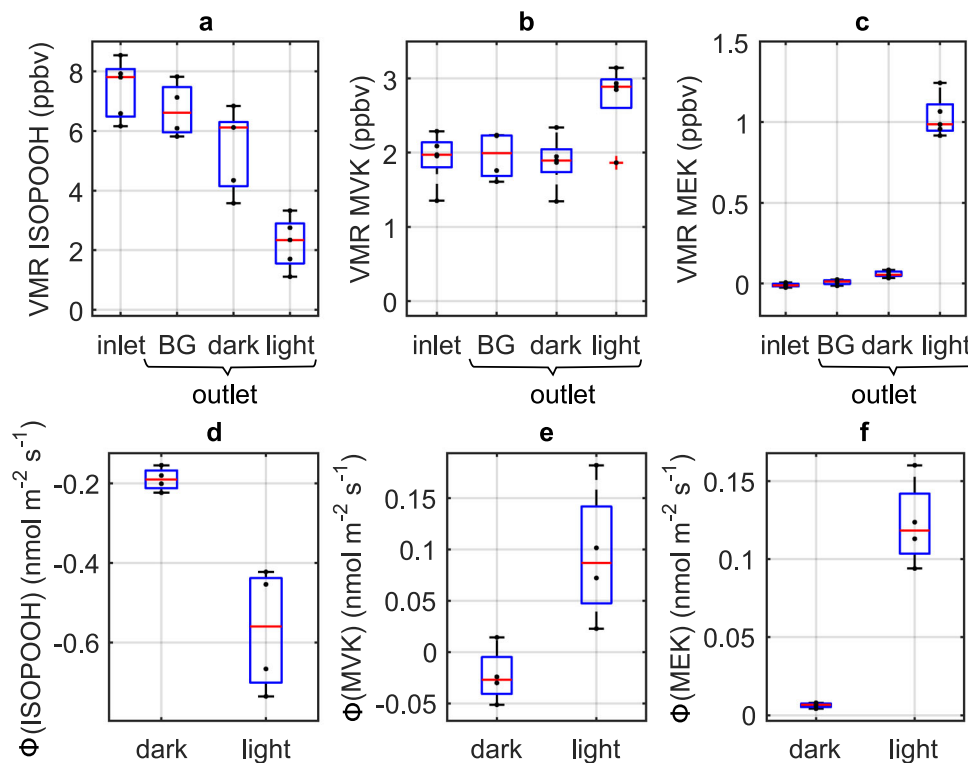 a
b
c
VMR ISOPOOH (ppbv)
8
6
4
2
0
inlet BG dark light
outlet
VMR MVK (ppbv)
3
2
1
0
inlet BG dark light
outlet
VMR MEK (ppbv)
1.5
1
0.5
0
inlet BG dark light
outlet
d
e
f
Φ(ISOPOOH) (nmol m⁻² s⁻¹)
-0.2
-0.4
-0.6
dark light
Φ(MVK) (nmol m⁻² s⁻¹)
0.15
0.1
0.05
0
-0.05
dark light
Φ(MEK) (nmol m⁻² s⁻¹)
0.15
0.1
0.05
0
dark light